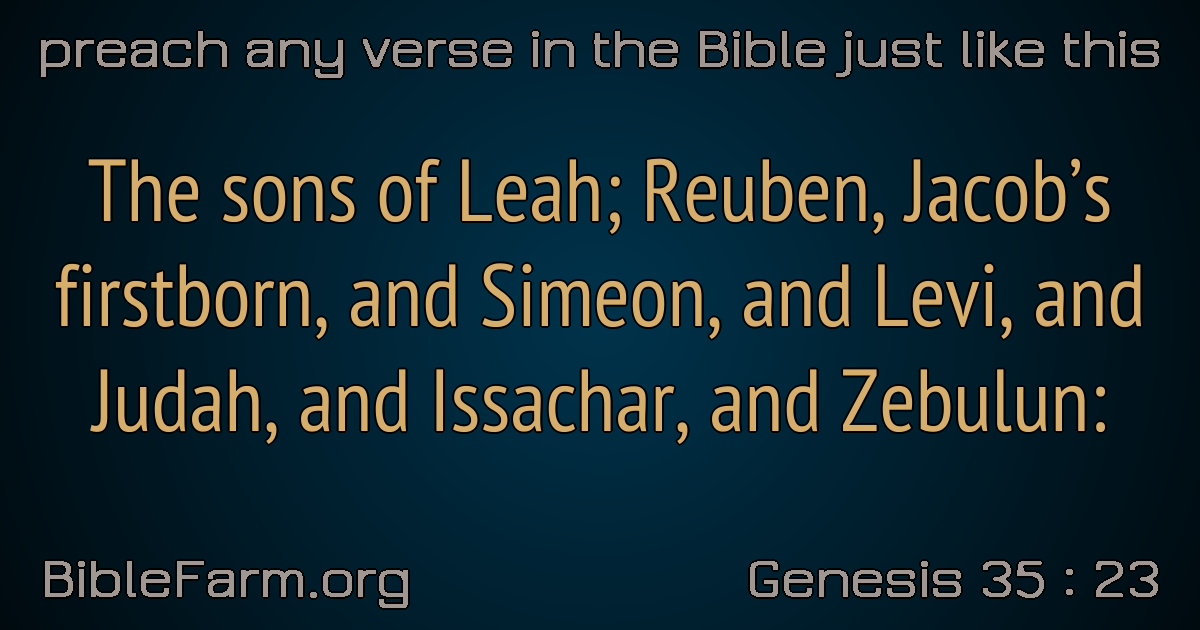 preach any verse in the Bible just like this
The sons of Leah; Reuben, Jacob’s
firstborn, and Simeon, and Levi, and
Judah, and Issachar, and Zebulun:
BibleFarm.org
Genesis 35 : 23